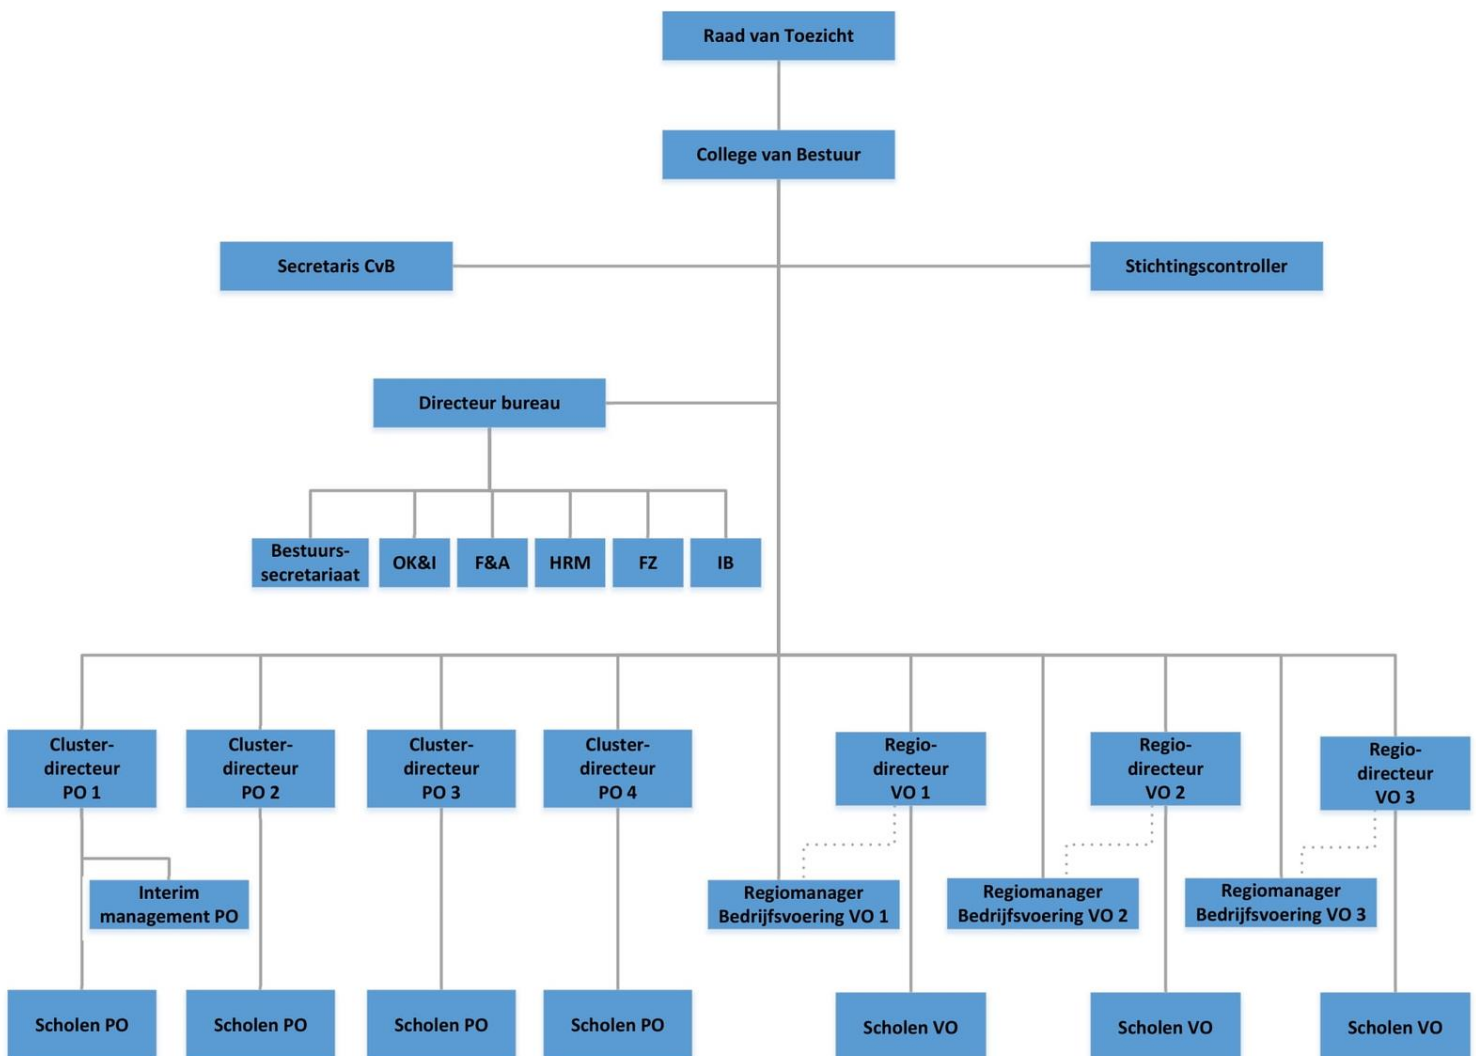 Raad van Toezicht
College van Bestuur
Secretaris CvB
Stichtingscontroller
Directeur bureau
Bestuurs-
secretariaat
OK&I
F&A
HRM
FZ
IB
Cluster-
directeur
PO 1
Cluster-
directeur
PO 2
Cluster-
directeur
PO 3
Cluster-
directeur
PO 4
Regio-
directeur
VO 1
Regio-
directeur
VO 2
Regio-
directeur
VO 3
Interim
management PO
Regiomanager
Bedrijfsvoering VO 1
Regiomanager
Bedrijfsvoering VO 2
Regiomanager
Bedrijfsvoering VO 3
Scholen PO
Scholen PO
Scholen PO
Scholen PO
Scholen VO
Scholen VO
Scholen VO